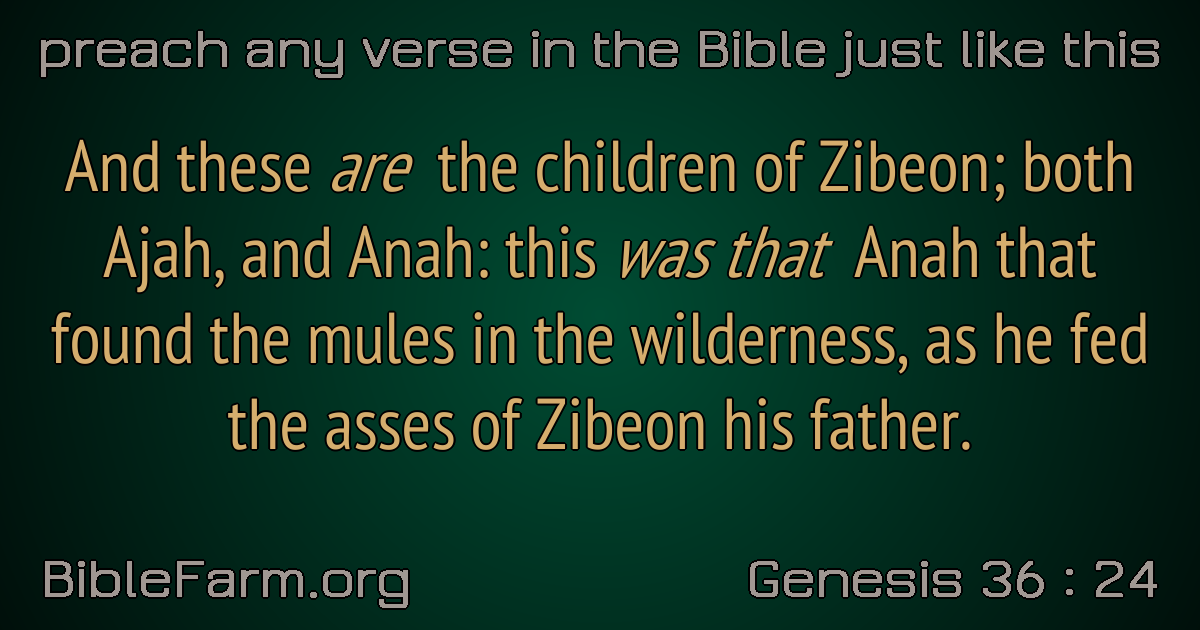 preach any verse in the Bible just like this
And these are the children of Zibeon; both
Ajah, and Anah: this was that Anah that
found the mules in the wilderness, as he fed
the asses of Zibeon his father.
BibleFarm.org
Genesis 36 : 24